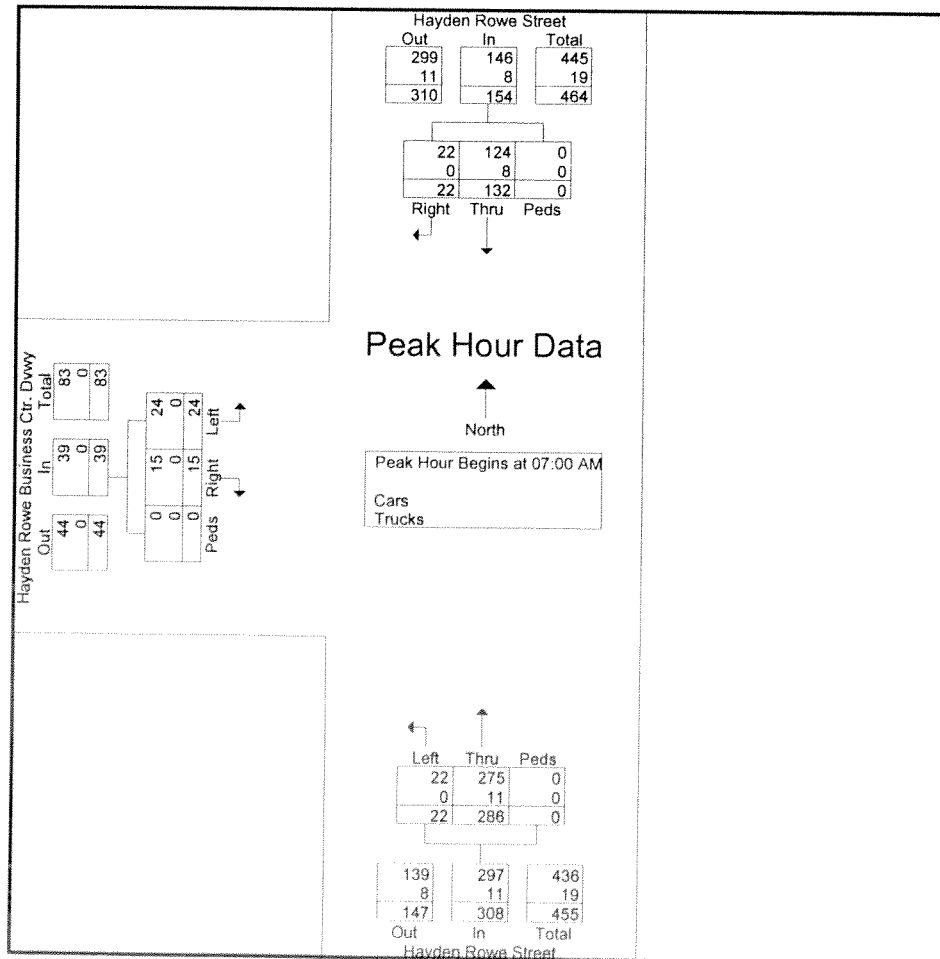 Hayden Rowe Street
Out In Total
299 146 445
11 8 19
310 154 464
22 124 0
0 8 0
22 132 0
Right Thru Peds
Peak Hour Data
North
Peak Hour Begins at 07:00 AM
Cars
Trucks
Hayden Rowe Business Ctr. Dvwy
Out In Total
44 39 83
0 0 0
44 39 83
0 15 24
0 0 0
0 15 24
Peds Right Left
Left Thru Peds
22 275 0
0 11 0
22 286 0
139 297 436
8 11 19
147 308 455
Out In Total
Hayden Rowe Street